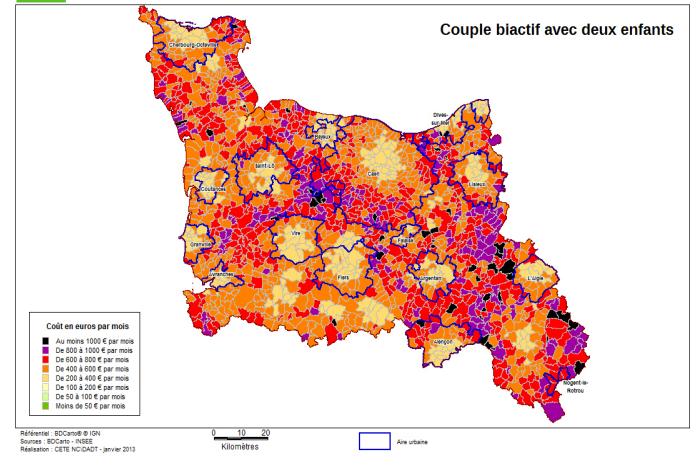 Couple biactif avec deux enfants
Cherbourg-Octeville
Dives-
sur-Mer
Bayeux
Caen
Saint-Lô
Lisieux
Coutances
Granville
Vire
Falaise
Avranches
Flers
Argentan
L'Aigle
Alençon
Nogent-le-
Rotrou
Coût en euros par mois
Au moins 1000 € par mois
De 800 à 1000 € par mois
De 600 à 800 € par mois
De 400 à 600 € par mois
De 200 à 400 € par mois
De 100 à 200 € par mois
De 50 à 100 € par mois
Moins de 50 € par mois
Référentiel : BDCarto® © IGN
Sources : BDCarto - INSEE
Réalisation : CETE NC\DADT - janvier 2013
0 10 20
Kilomètres
Aire urbaine